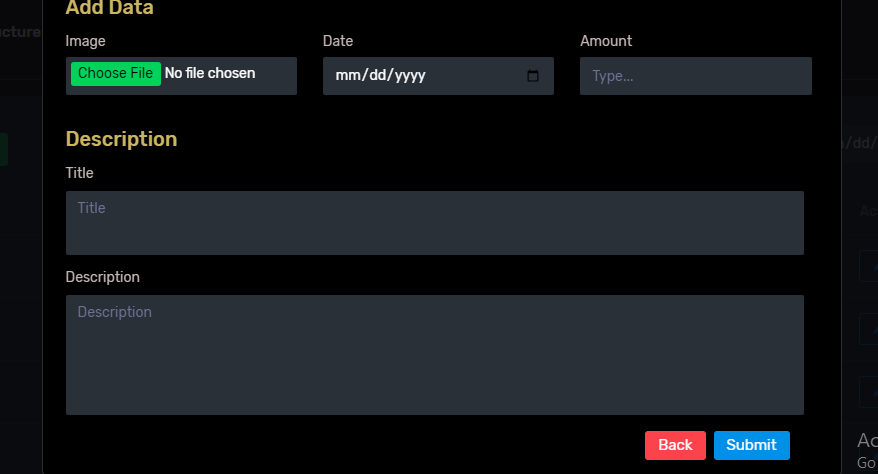 Add Data
Image
Date
Amount
Choose File No file chosen
mm/dd/yyyy
Type...
Description
Title
Title
Description
Description
Back
Submit
Go